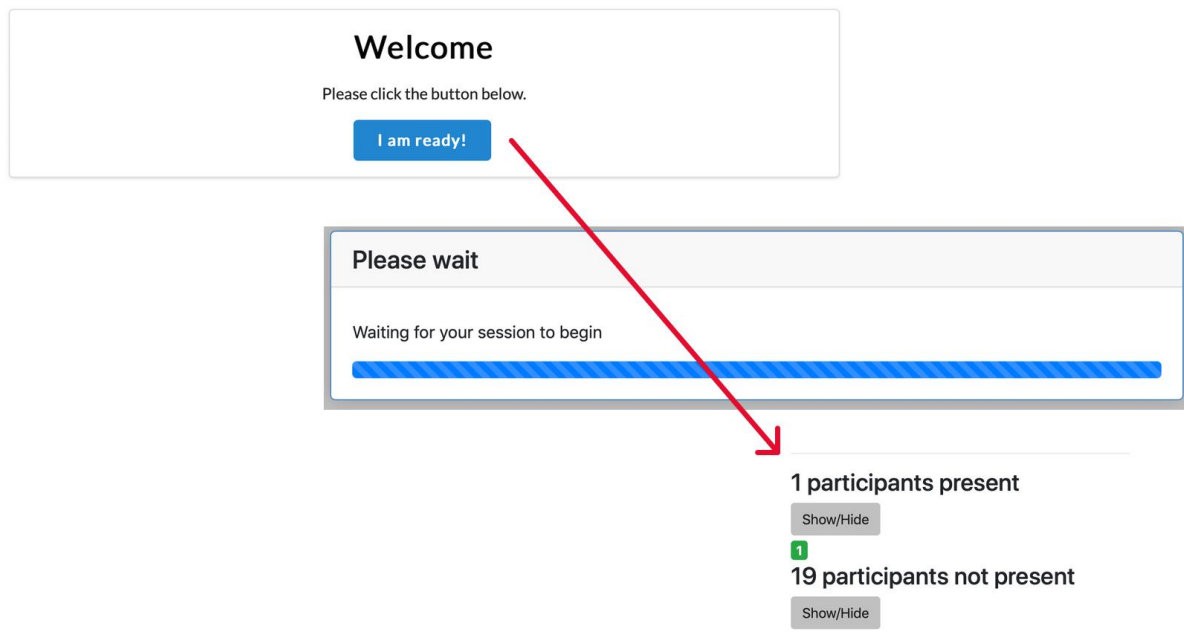 Welcome
Please click the button below.
I am ready!
Please wait
Waiting for your session to begin
1 participants present
Show/Hide
1
19 participants not present
Show/Hide